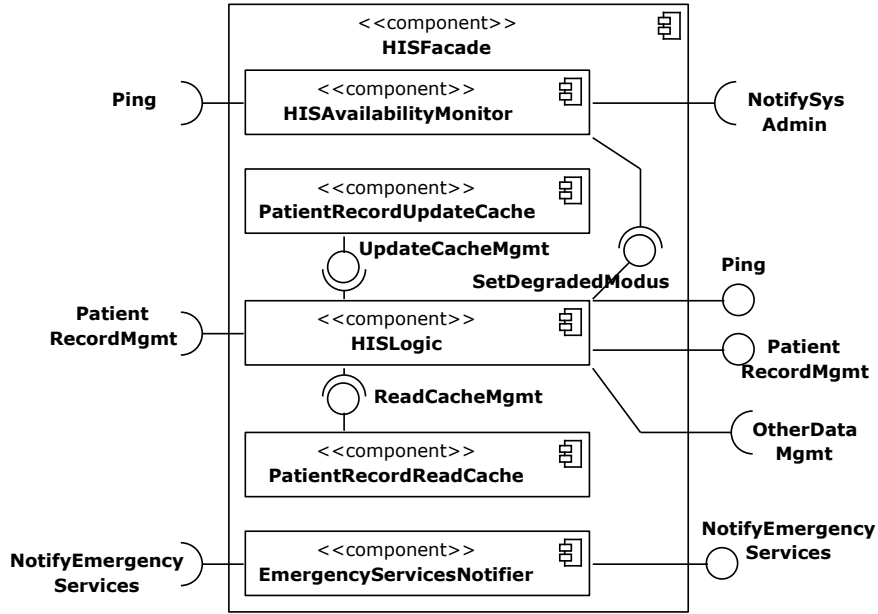 <<component>>
HISFacade
Ping
<<component>>
HISAvailabilityMonitor
NotifySys
Admin
<<component>>
PatientRecordUpdateCache
UpdateCacheMgmt
SetDegradedModus
Ping
Patient
RecordMgmt
<<component>>
HISLogic
Patient
RecordMgmt
ReadCacheMgmt
OtherData
Mgmt
<<component>>
PatientRecordReadCache
NotifyEmergency
Services
<<component>>
EmergencyServicesNotifier
NotifyEmergency
Services